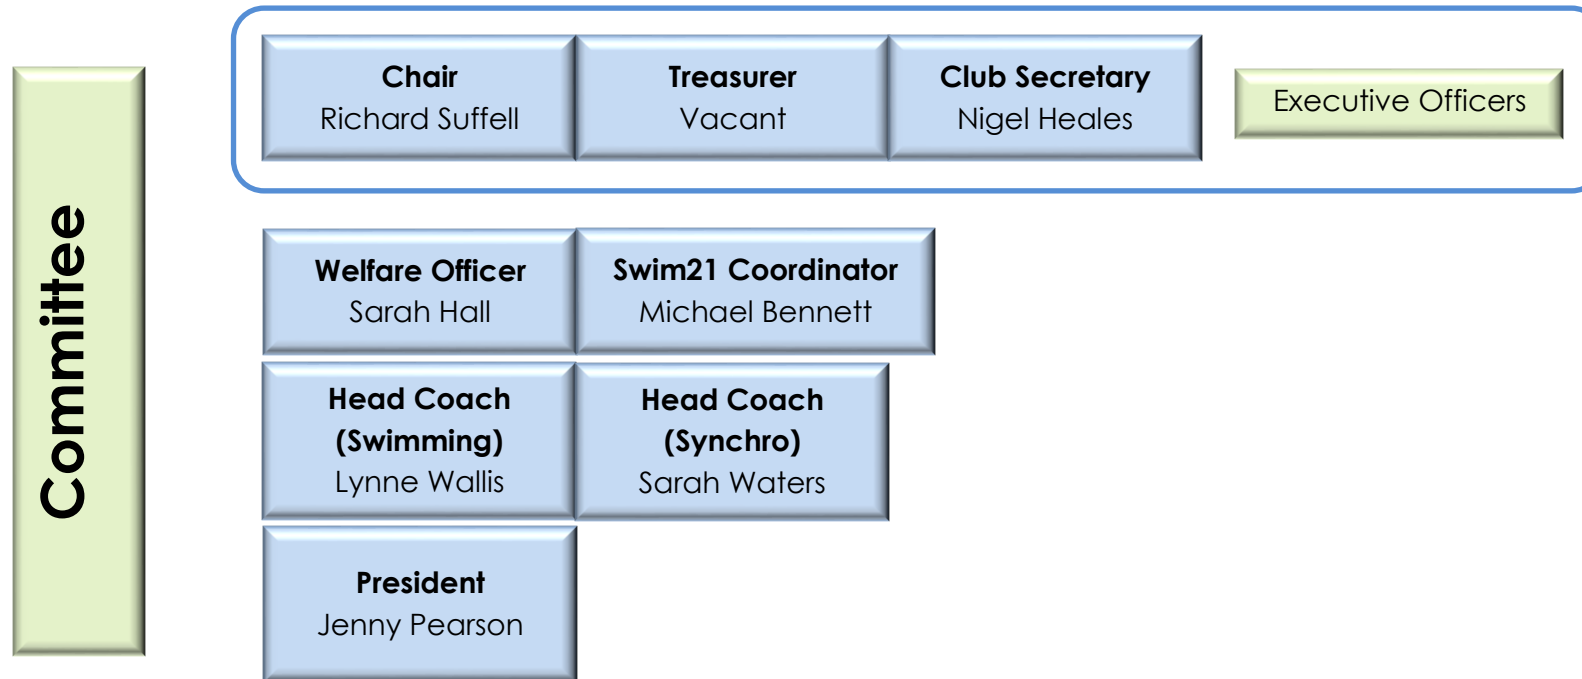 Committee
Chair
Richard Suffell
Treasurer
Vacant
Club Secretary
Nigel Heales
Executive Officers
Welfare Officer
Sarah Hall
Swim21 Coordinator
Michael Bennett
Head Coach
(Swimming)
Lynne Wallis
Head Coach
(Synchro)
Sarah Waters
President
Jenny Pearson